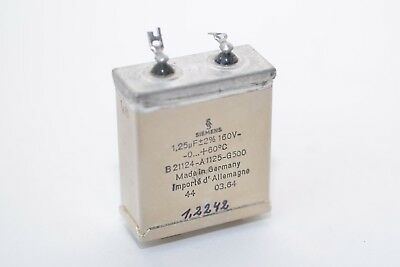 SIEMENS
1,25µF±2% 160V-
-0...+60°C
B21124-A1125-G500
Made in Germany
Importé d'Allemagne
44 03.64
1,2242